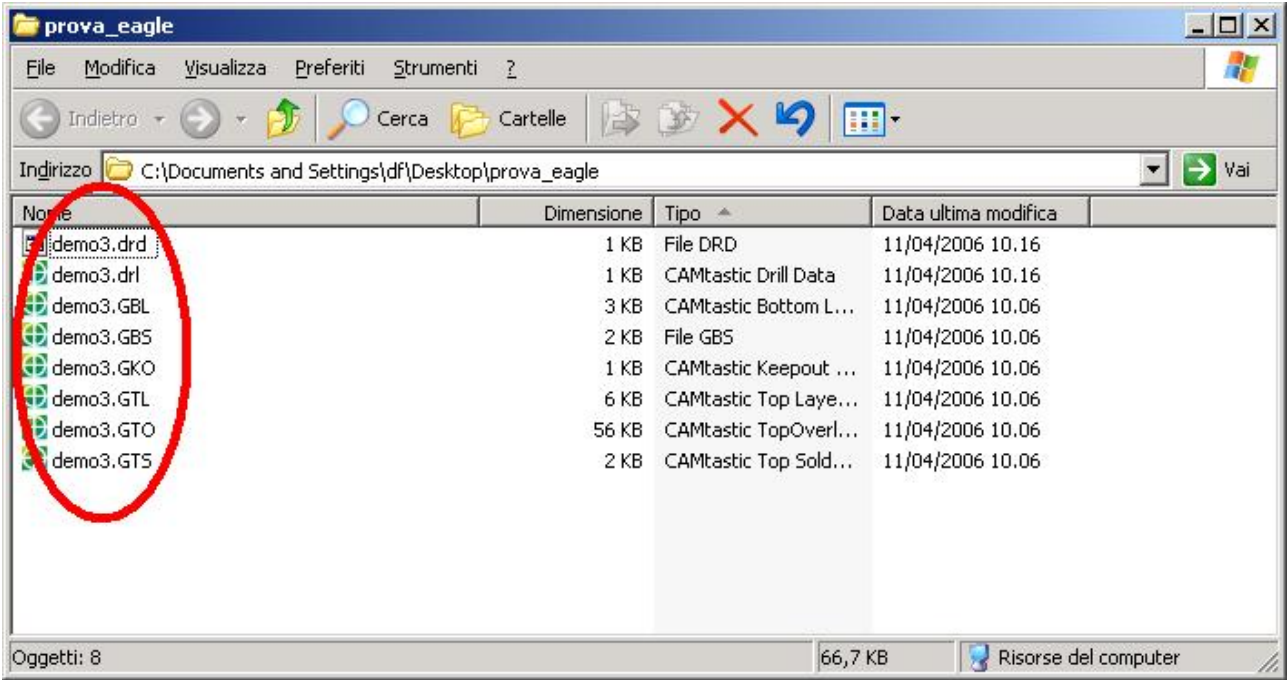 prova_eagle
File Modifica Visualizza Preferiti Strumenti ?
Indietro Cerca Cartelle
Indirizzo C:\Documents and Settings\df\Desktop\prova_eagle Vai
Nome Dimensione Tipo Data ultima modifica
demo3.drd 1 KB File DRD 11/04/2006 10.16
demo3.drl 1 KB CAMtastic Drill Data 11/04/2006 10.16
demo3.GBL 3 KB CAMtastic Bottom L... 11/04/2006 10.06
demo3.GBS 2 KB File GBS 11/04/2006 10.06
demo3.GKO 1 KB CAMtastic Keepout ... 11/04/2006 10.06
demo3.GTL 6 KB CAMtastic Top Laye... 11/04/2006 10.06
demo3.GTO 56 KB CAMtastic TopOverl... 11/04/2006 10.06
demo3.GTS 2 KB CAMtastic Top Sold... 11/04/2006 10.06
Oggetti: 8 66,7 KB Risorse del computer